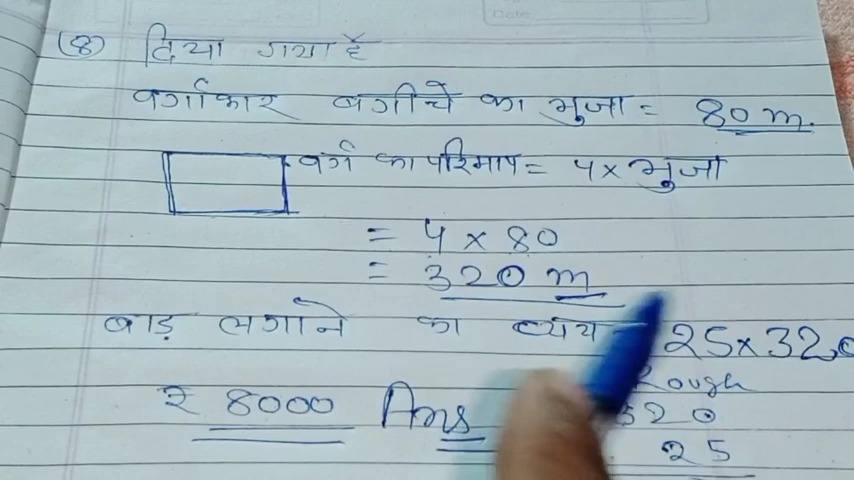 (8) दिया गया है
वर्गाकार बगीचे का भुजा = 80 m.
वर्ग का परिमाप = 4 × भुजा
= 4 × 80
= 320 m
बाड़ लगाने का व्यय = 25×320
Rough
₹ 8000 Ans
320
25